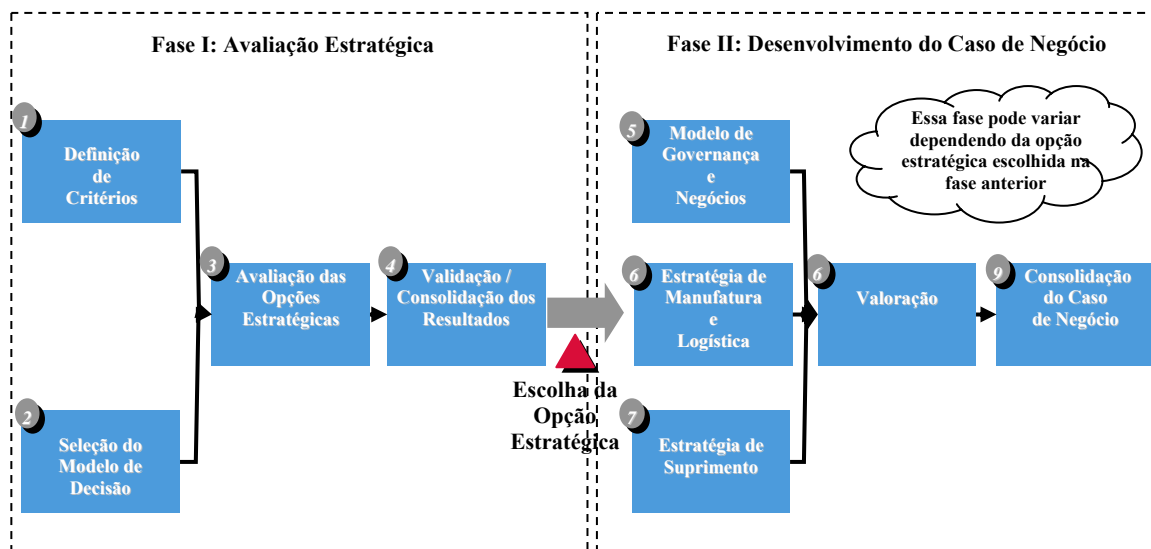 Fase I: Avaliação Estratégica
1
Definição
de
Critérios
2
Seleção do
Modelo de
Decisão
3
Avaliação das
Opções
Estratégicas
4
Validação /
Consolidação dos
Resultados
Escolha da
Opção
Estratégica
Fase II: Desenvolvimento do Caso de Negócio
Essa fase pode variar
dependendo da opção
estratégica escolhida na
fase anterior
5
Modelo de
Governança
e
Negócios
6
Estratégia de
Manufatura
e
Logística
7
Estratégia de
Suprimento
6
Valoração
9
Consolidação
do Caso
de Negócio